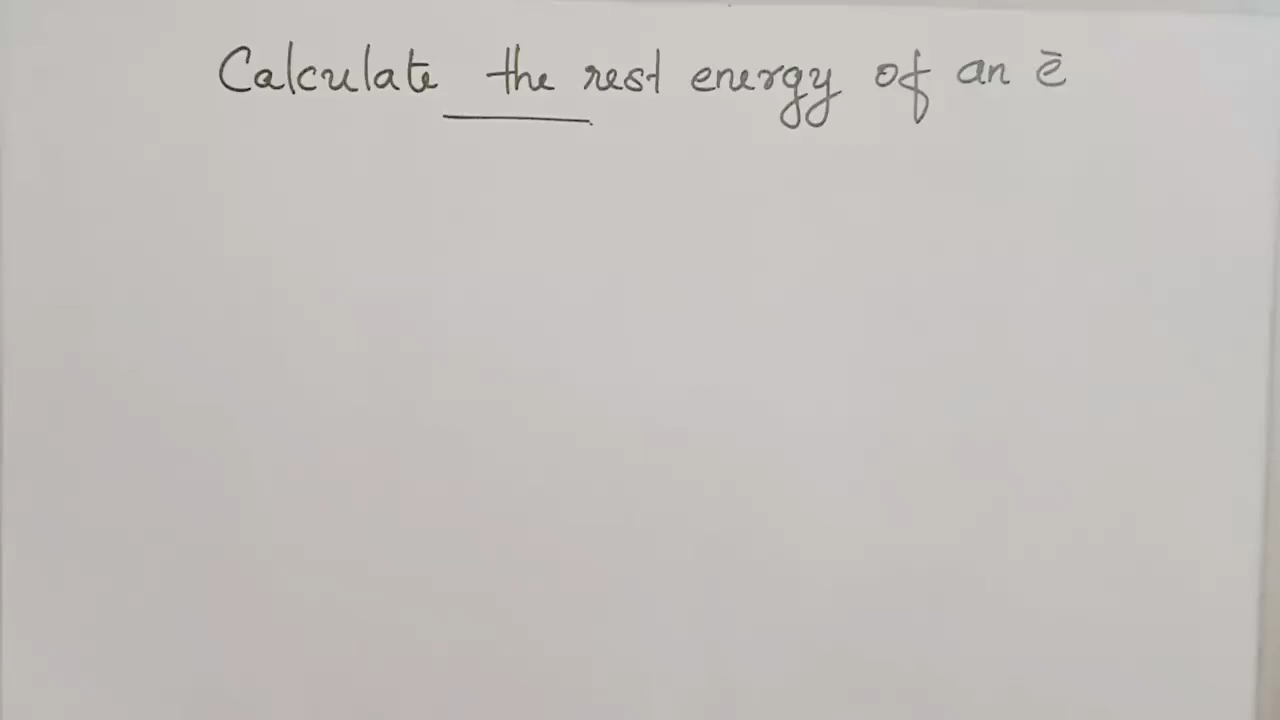 Calculate the rest energy of an ē